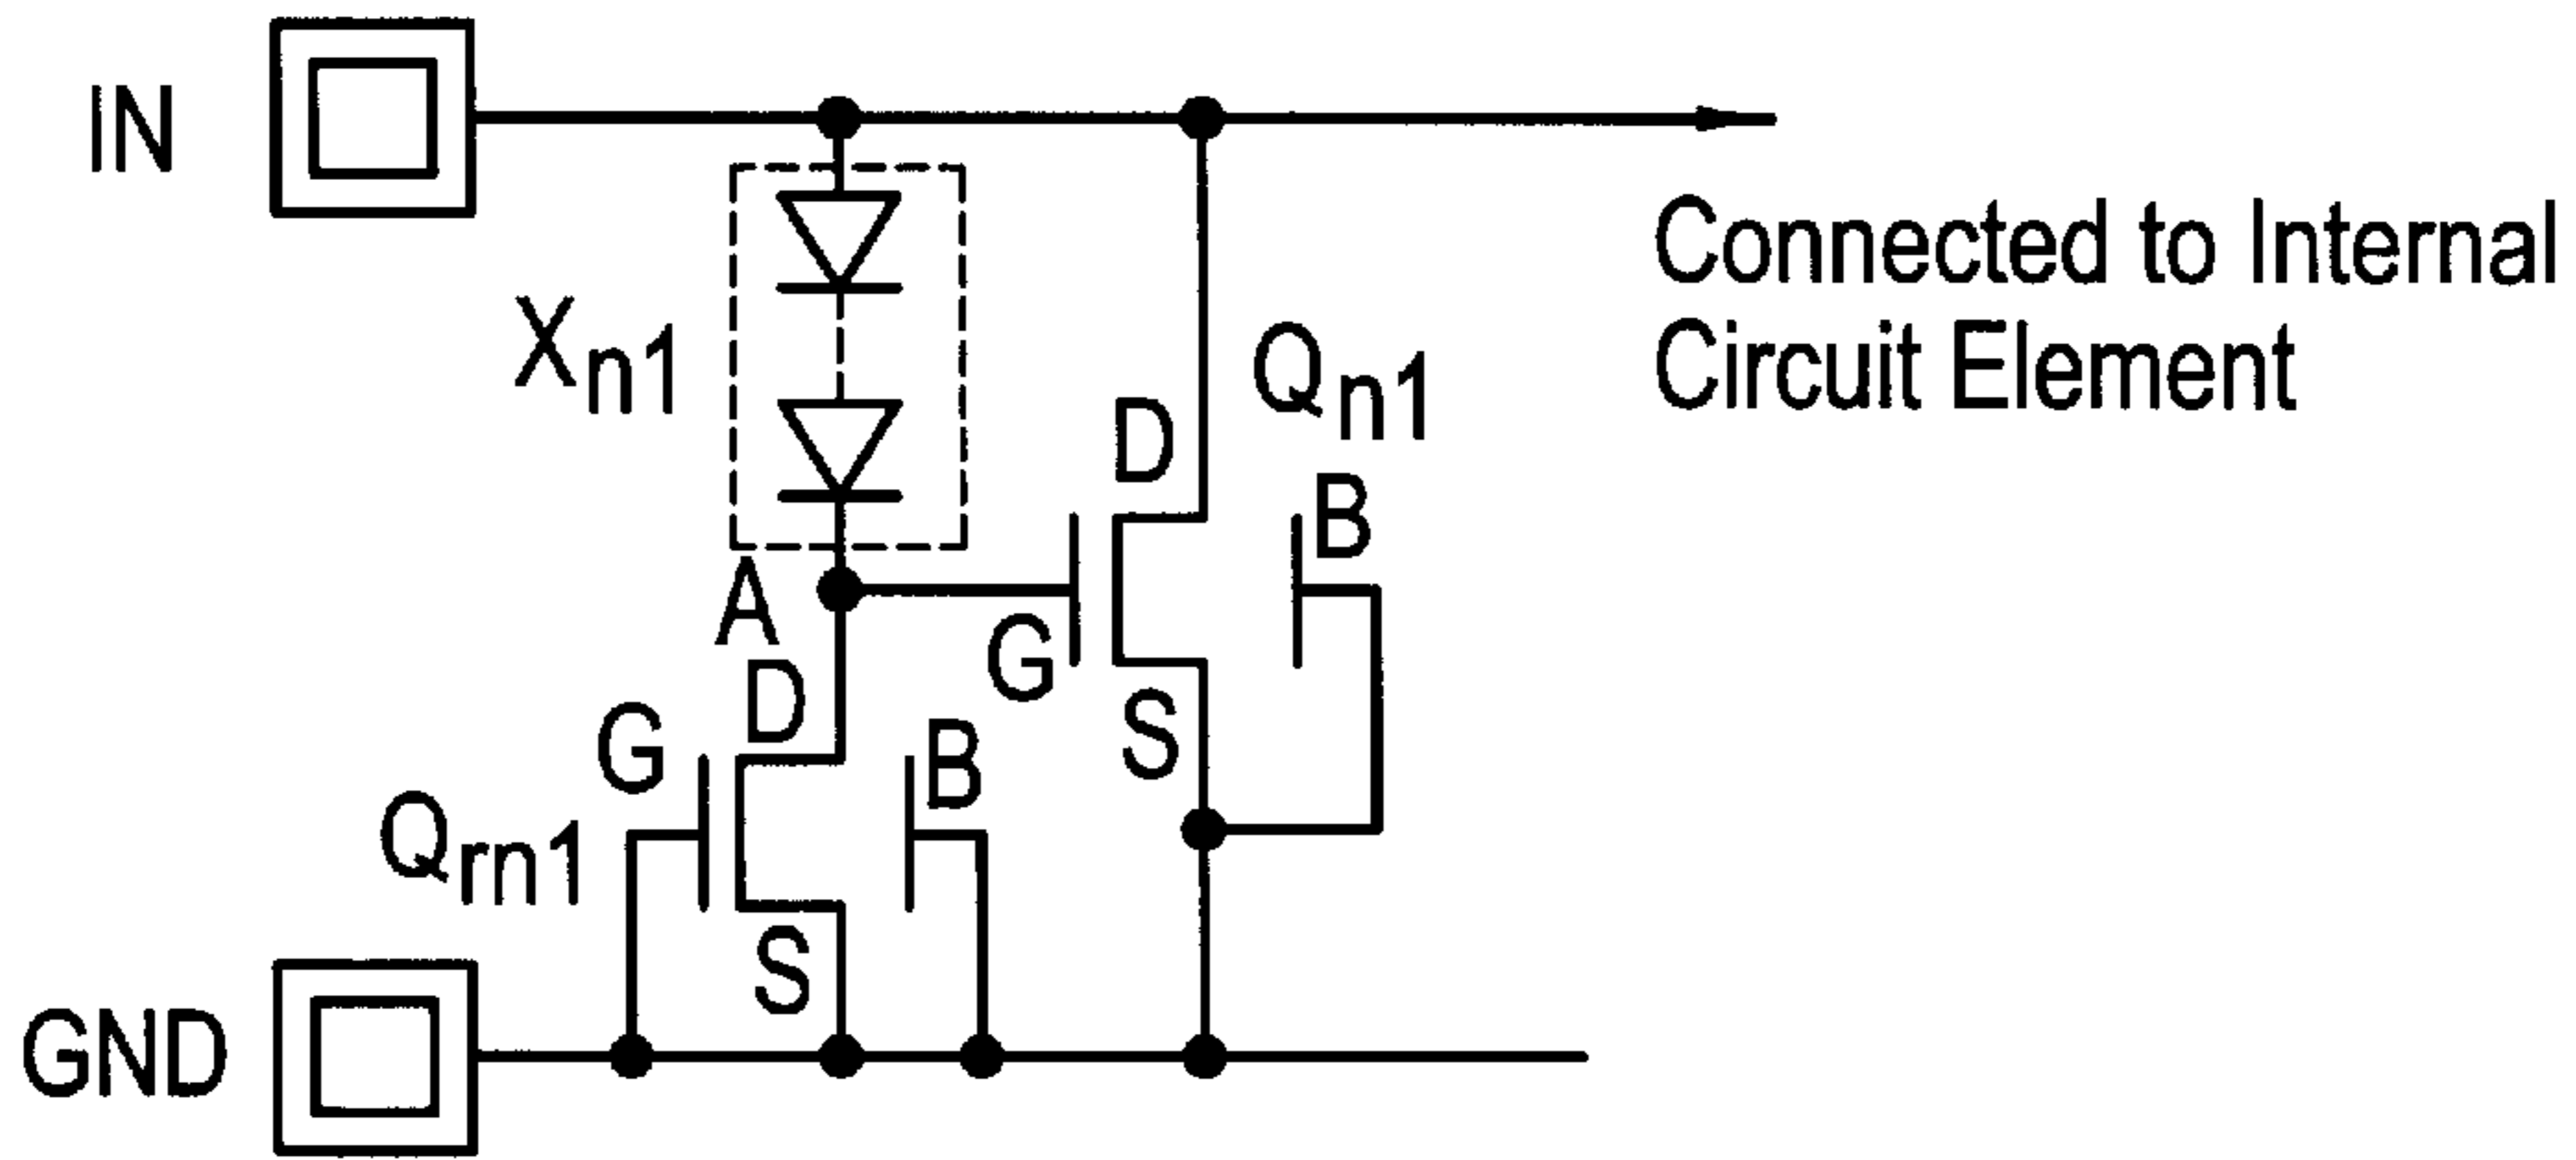 IN
Connected to Internal
Circuit Element
Xn1
Qn1
D
B
A
G
D
S
G
B
Qrn1
S
GND